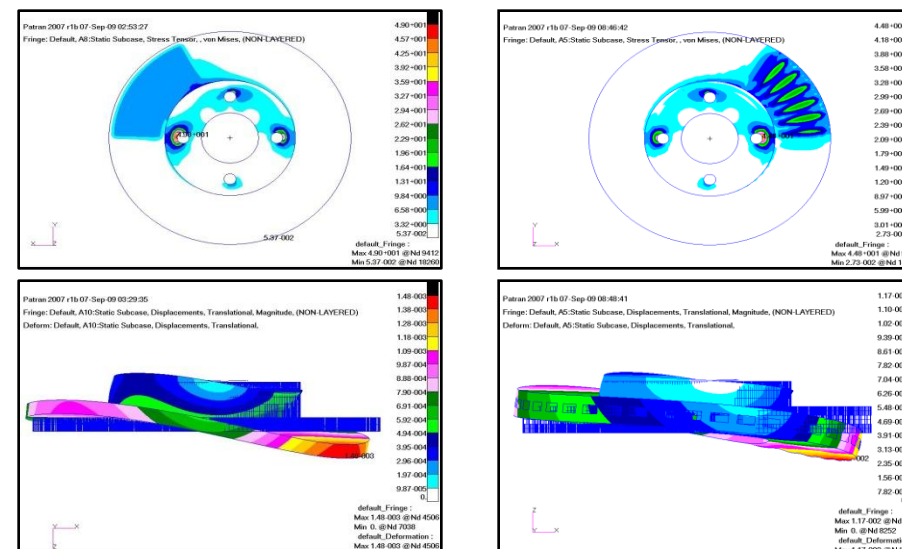 Patran 2007 r1b 07-Sep-09 02:53:27
Fringe: Default, A8:Static Subcase, Stress Tensor, , von Mises, (NON-LAYERED)
4.90+001
4.57+001
4.25+001
3.92+001
3.59+001
3.27+001
2.94+001
2.62+001
2.29+001
1.96+001
1.64+001
1.31+001
9.84+000
6.58+000
3.32+000
5.37-002
5.37-002
default_Fringe :
Max 4.90+001 @Nd 9412
Min 5.37-002 @Nd 18260
Patran 2007 r1b 07-Sep-09 08:46:42
Fringe: Default, A5:Static Subcase, Stress Tensor, , von Mises, (NON-LAYERED)
4.48+00
4.18+00
3.88+00
3.58+00
3.28+00
2.99+00
2.69+00
2.39+00
2.09+00
1.79+00
1.49+00
1.20+00
8.97+00
5.99+00
3.01+00
2.73-00
default_Fringe :
Max 4.48+001 @Nd
Min 2.73-002 @Nd 1
Patran 2007 r1b 07-Sep-09 03:29:35
Fringe: Default, A10:Static Subcase, Displacements, Translational, Magnitude, (NON-LAYERED)
Deform: Default, A10:Static Subcase, Displacements, Translational,
1.48-003
1.38-003
1.28-003
1.18-003
1.09-003
9.87-004
8.88-004
7.90-004
6.91-004
5.92-004
4.94-004
3.95-004
2.96-004
1.97-004
9.87-005
0.
default_Fringe :
Max 1.48-003 @Nd 4506
Min 0. @Nd 7038
default_Deformation :
Max 1.48-003 @Nd 4506
Patran 2007 r1b 07-Sep-09 08:48:41
Fringe: Default, A5:Static Subcase, Displacements, Translational, Magnitude, (NON-LAYERED)
Deform: Default, A5:Static Subcase, Displacements, Translational,
1.17-00
1.10-00
1.02-00
9.39-00
8.61-00
7.82-00
7.04-00
6.26-00
5.48-00
4.69-00
3.91-00
3.13-00
2.35-00
1.56-00
7.82-00
default_Fringe :
Max 1.17-002 @Nd
Min 0. @Nd 8252
default_Deformati